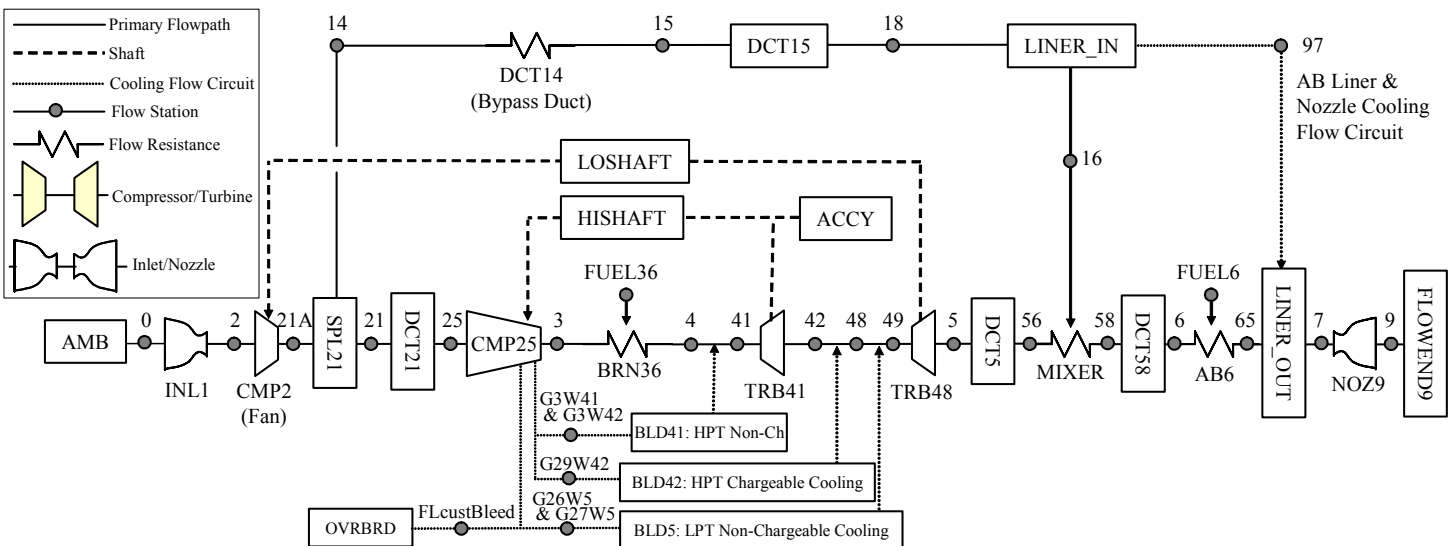 Primary Flowpath
Shaft
Cooling Flow Circuit
Flow Station
Flow Resistance
Compressor/Turbine
Inlet/Nozzle
14
15
18
97
DCT14
(Bypass Duct)
DCT15
LINER_IN
AB Liner &
Nozzle Cooling
Flow Circuit
16
LOSHAFT
HISHAFT
ACCY
AMB
0
INL1
2
CMP2
(Fan)
21A
SPL21
21
DCT21
25
CMP25
3
FUEL36
BRN36
4
41
TRB41
42
48
49
TRB48
5
DCT5
56
MIXER
58
DCT58
6
FUEL6
AB6
65
LINER_OUT
7
NOZ9
9
FLOWEND9
G3W41
& G3W42
BLD41: HPT Non-Ch
G29W42
BLD42: HPT Chargeable Cooling
G26W5
& G27W5
BLD5: LPT Non-Chargeable Cooling
FLcustBleed
OVRBRD